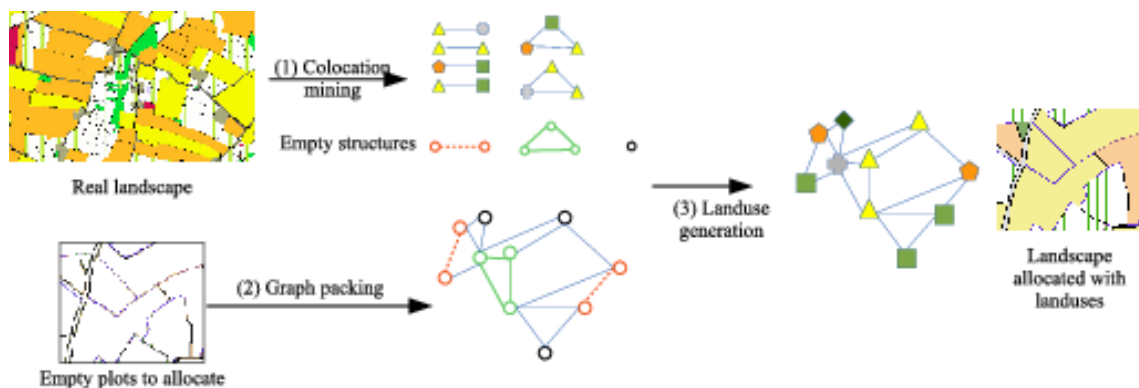 (1) Colocation
mining
Empty structures
Real landscape
(2) Graph packing
Empty plots to allocate
(3) Landuse
generation
Landscape
allocated with
landuses